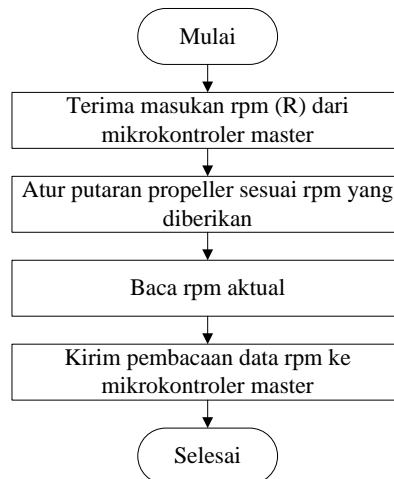 Mulai
Terima masukan rpm (R) dari
mikrokontroler master
Atur putaran propeller sesuai rpm yang
diberikan
Baca rpm aktual
Kirim pembacaan data rpm ke
mikrokontroler master
Selesai